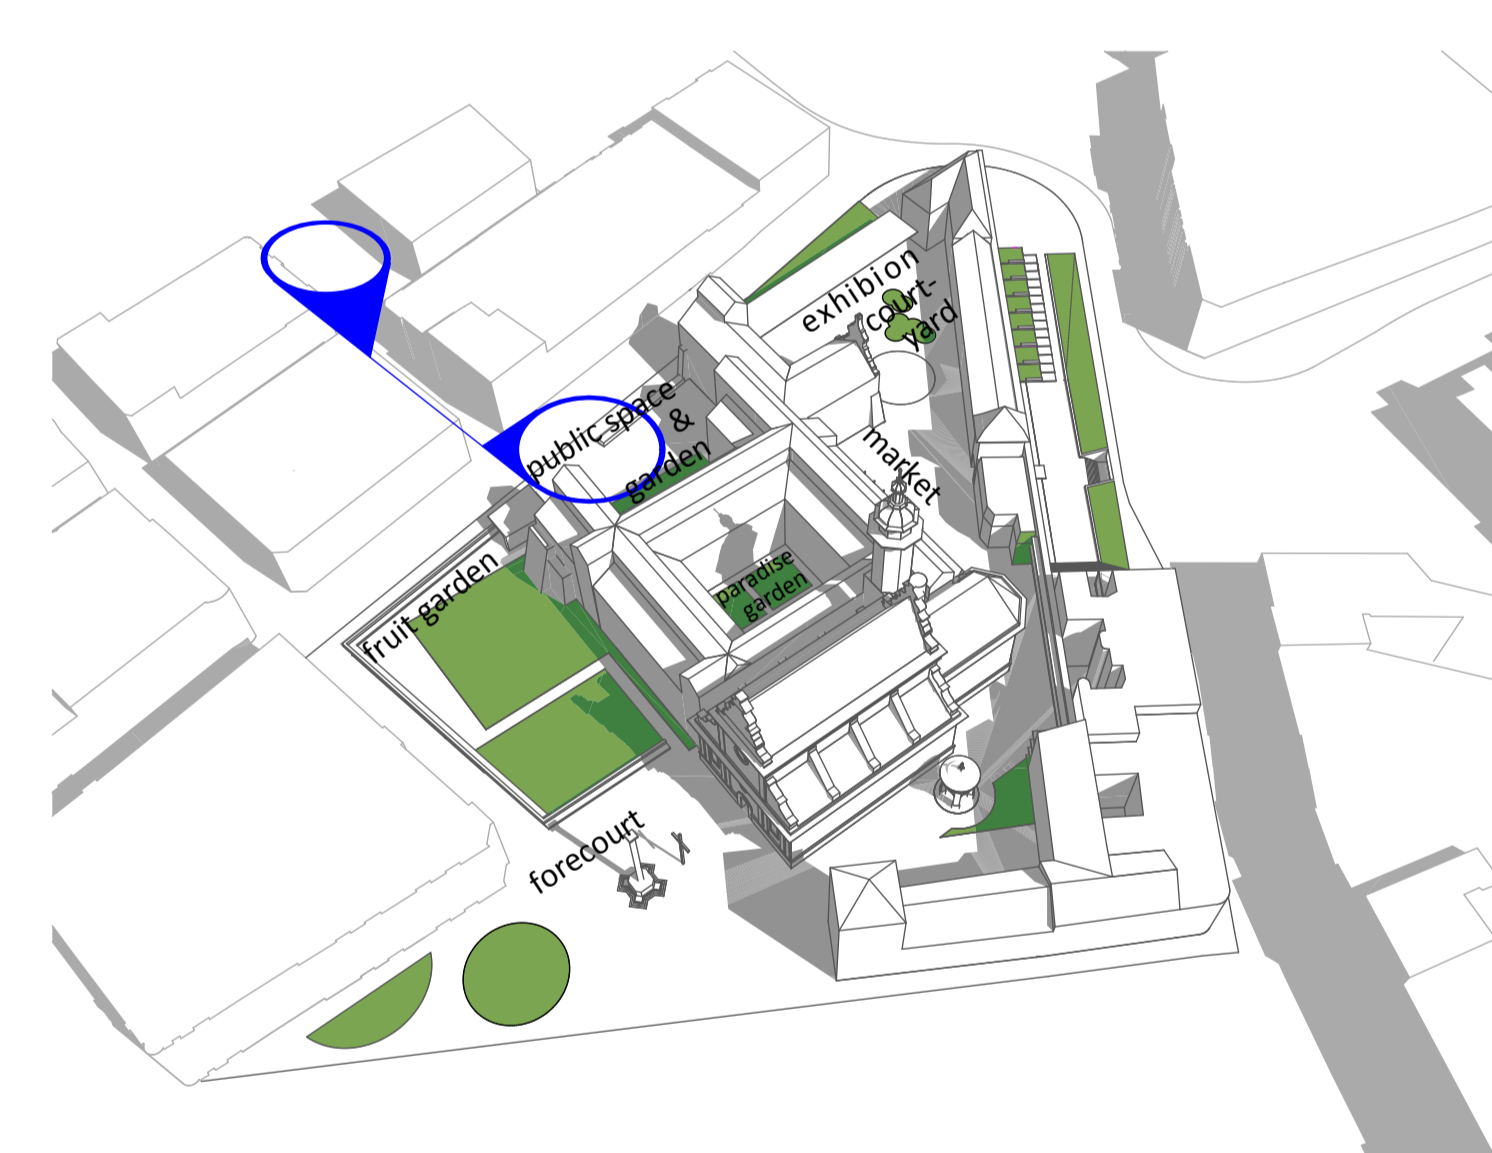 exhibion
court-
yard
public space
&
garden
market
paradise
garden
fruit garden
forecourt